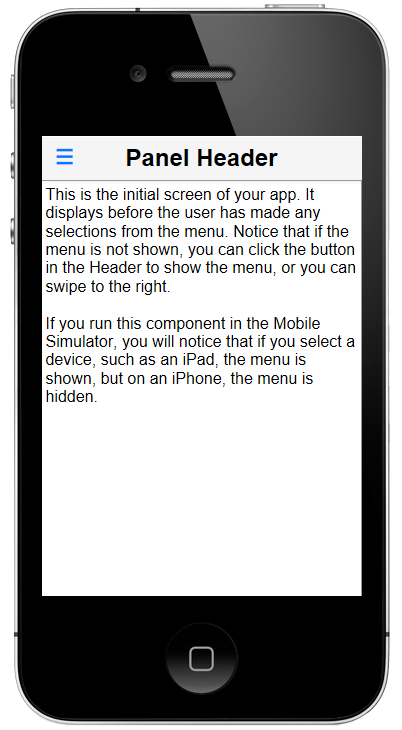 Panel Header
This is the initial screen of your app. It
displays before the user has made any
selections from the menu. Notice that if the
menu is not shown, you can click the button
in the Header to show the menu, or you can
swipe to the right.
If you run this component in the Mobile
Simulator, you will notice that if you select a
device, such as an iPad, the menu is
shown, but on an iPhone, the menu is
hidden.